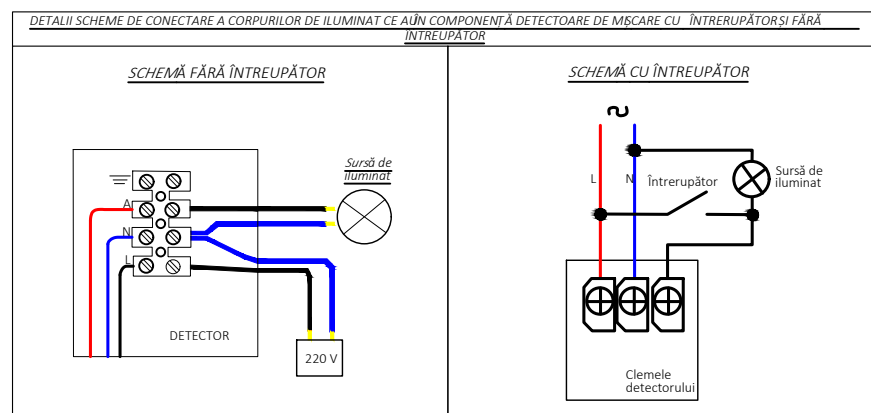 DETALII SCHEME DE CONECTARE A CORPURILOR DE ILUMINAT CE AU ÎN COMPONENȚĂ DETECTOARE DE MIȘCARE CU ÎNTRERUPĂTOR ȘI FĂRĂ
ÎNTREUPĂTOR
SCHEMĂ FĂRĂ ÎNTREUPĂTOR
A
N
L
DETECTOR
Sursă de
iluminat
220 V
SCHEMĂ CU ÎNTREUPĂTOR
L
N
Întrerupător
Sursă de
iluminat
Clemele
detectorului